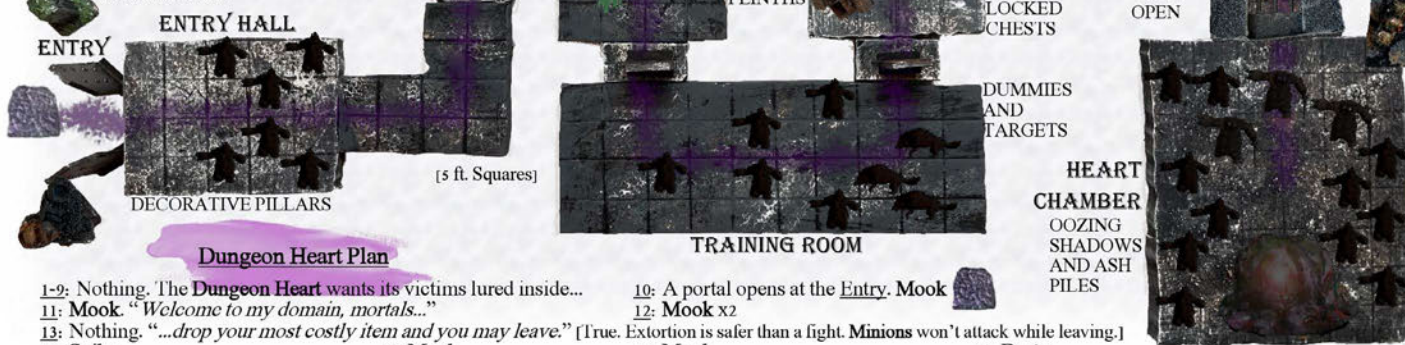 PLINTHS
LOCKED
CHESTS
OPEN
ENTRY HALL
ENTRY
DUMMIES
AND
TARGETS
[5 ft. Squares]
HEART
CHAMBER
OOZING
SHADOWS
AND ASH
PILES
DECORATIVE PILLARS
TRAINING ROOM
Dungeon Heart Plan
1-9: Nothing. The Dungeon Heart wants its victims lured inside...
10: A portal opens at the Entry. Mook
11: Mook. “Welcome to my domain, mortals...”
12: Mook X2
13: Nothing. “...drop your most costly item and you may leave.” [True. Extortion is safer than a fight. Minions won’t attack while leaving.]